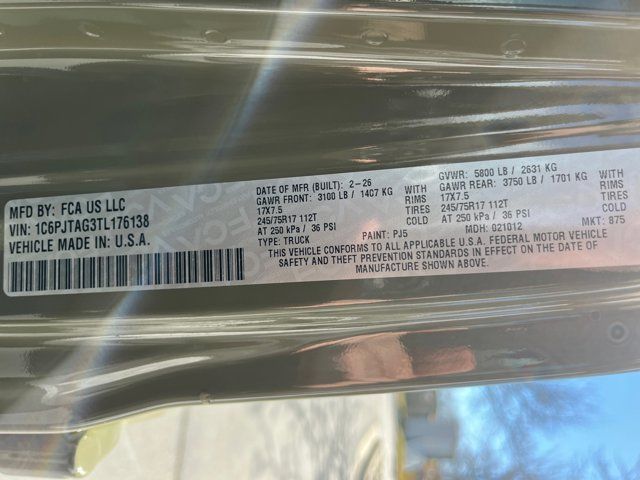 MFD BY: FCA US LLC
VIN: 1C6PJTAG3TL176138
VEHICLE MADE IN U.S.A.
DATE OF MFR (BUILT): 2-26
GAWR FRONT: 3100 LB / 1407 KG WITH
17X7.5 RIMS
245/75R17 112T TIRES
AT 250 kPa / 36 PSI COLD
TYPE: TRUCK
PAINT: PJ5
GVWR: 5800 LB / 2631 KG
GAWR REAR: 3750 LB / 1701 KG WITH
17X7.5 RIMS
245/75R17 112T TIRES
AT 250 kPa / 36 PSI COLD
MDH: 021012 MKT: 875
THIS VEHICLE CONFORMS TO ALL APPLICABLE U.S.A. FEDERAL MOTOR VEHICLE
SAFETY AND THEFT PREVENTION STANDARDS IN EFFECT ON THE DATE OF
MANUFACTURE SHOWN ABOVE.